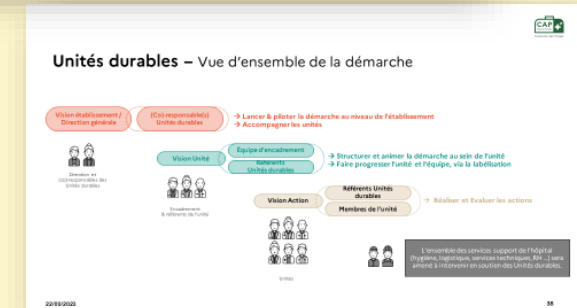 CAP
Unités durables – Vue d'ensemble de la démarche
Vision établissement /
Direction générale
(Co) responsable(s)
Unités durables
→ Lancer & piloter la démarche au niveau de l'établissement
→ Accompagner les unités
Direction et
(co)responsables des
Unités durables
Vision Unité
Equipe d'encadrement
Référents
Unités durables
→ Structurer et animer la démarche au sein de l'unité
→ Faire progresser l'unité et l'équipe, via la labélisation
Encadrement
& référents de l'unité
Vision Action
Référents Unités
durables
Membres de l'unité
→ Réaliser et Evaluer les actions
Unités
L'ensemble des services support de l'hôpital
(hygiène, logistique, services techniques, RH ...) sera
amené à intervenir en soutien des Unités durables.
22/03/2023
38